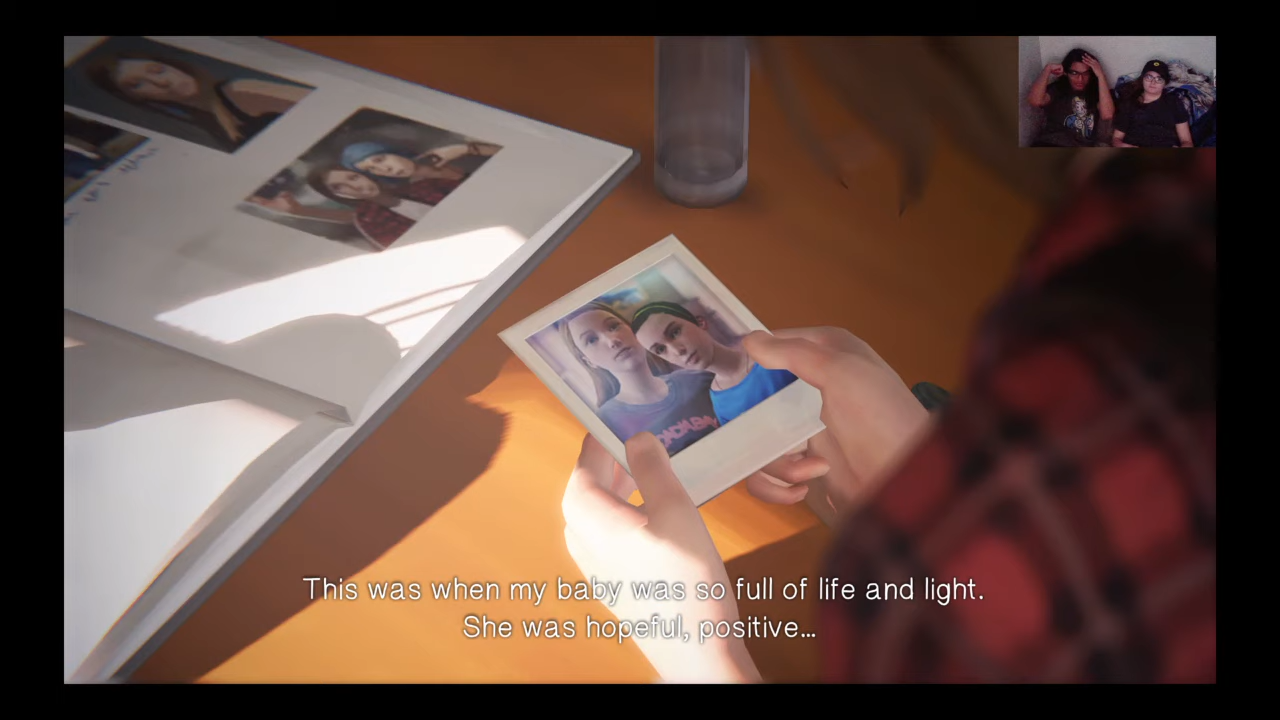 This was when my baby was so full of life and light.
She was hopeful, positive...